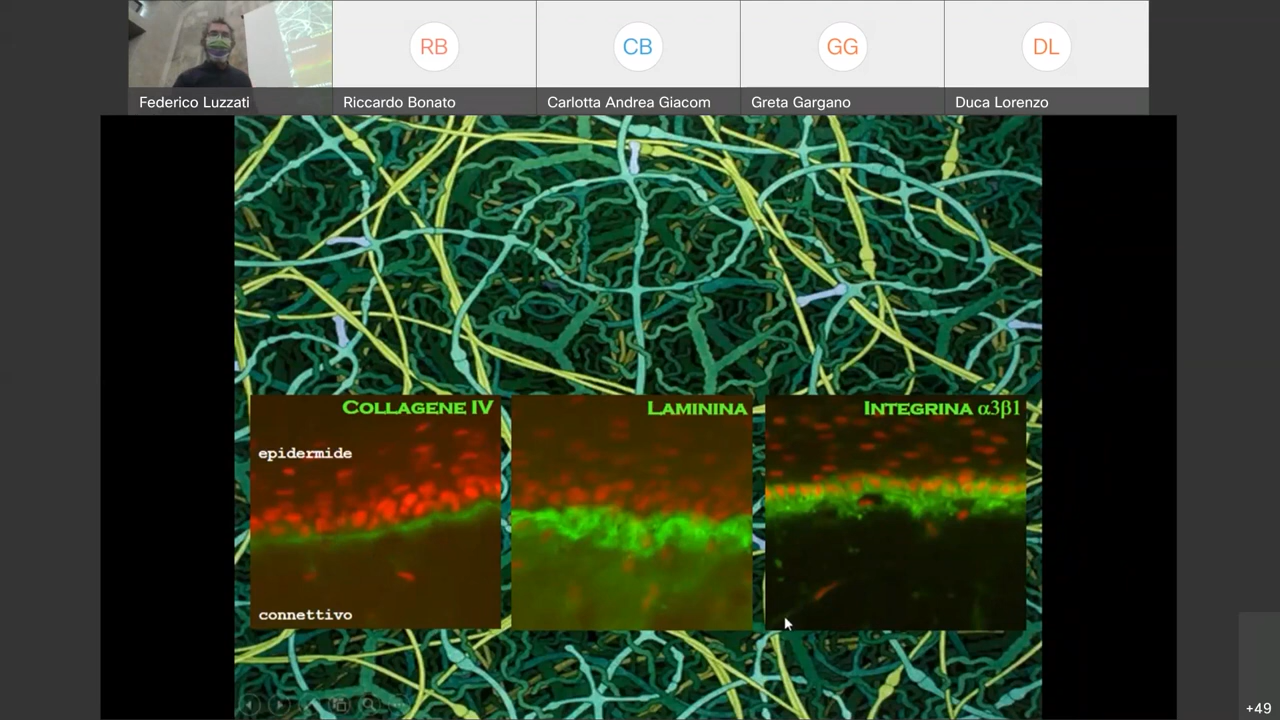 RB
CB
GG
DL
Federico Luzzati
Riccardo Bonato
Carlotta Andrea Giacom
Greta Gargano
Duca Lorenzo
COLLAGENE IV
LAMININA
INTEGRINA α3β1
epidermide
connettivo
+49